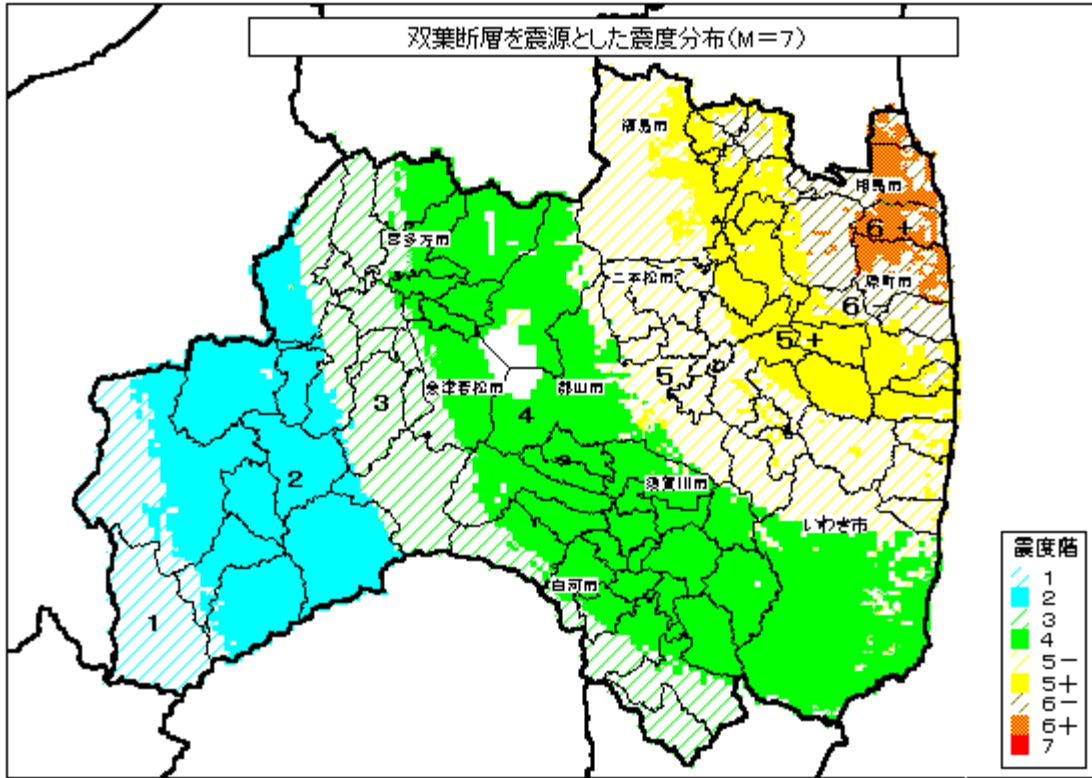 双葉断層を震源とした震度分布(M=7)
福島市
相馬市
6+
喜多方市
二本松市
原町市
6-
5+
会津若松市
郡山市
5
3
4
2
須賀川市
いわき市
白河市
1
震度階
1
2
3
4
5-
5+
6-
6+
7